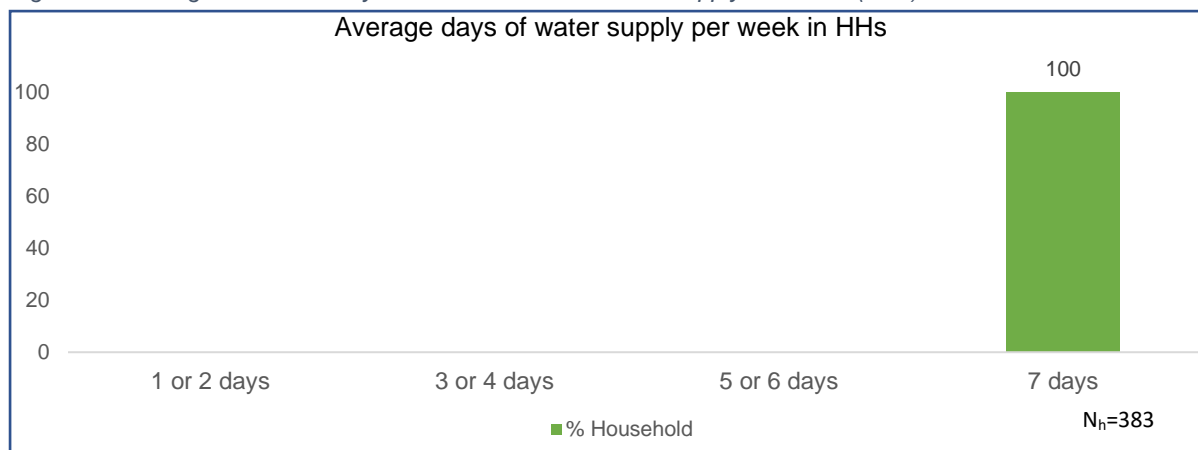 Average days of water supply per week in HHs
100
100
80
60
40
20
0
1 or 2 days
3 or 4 days
5 or 6 days
7 days
% Household
Nₕ=383